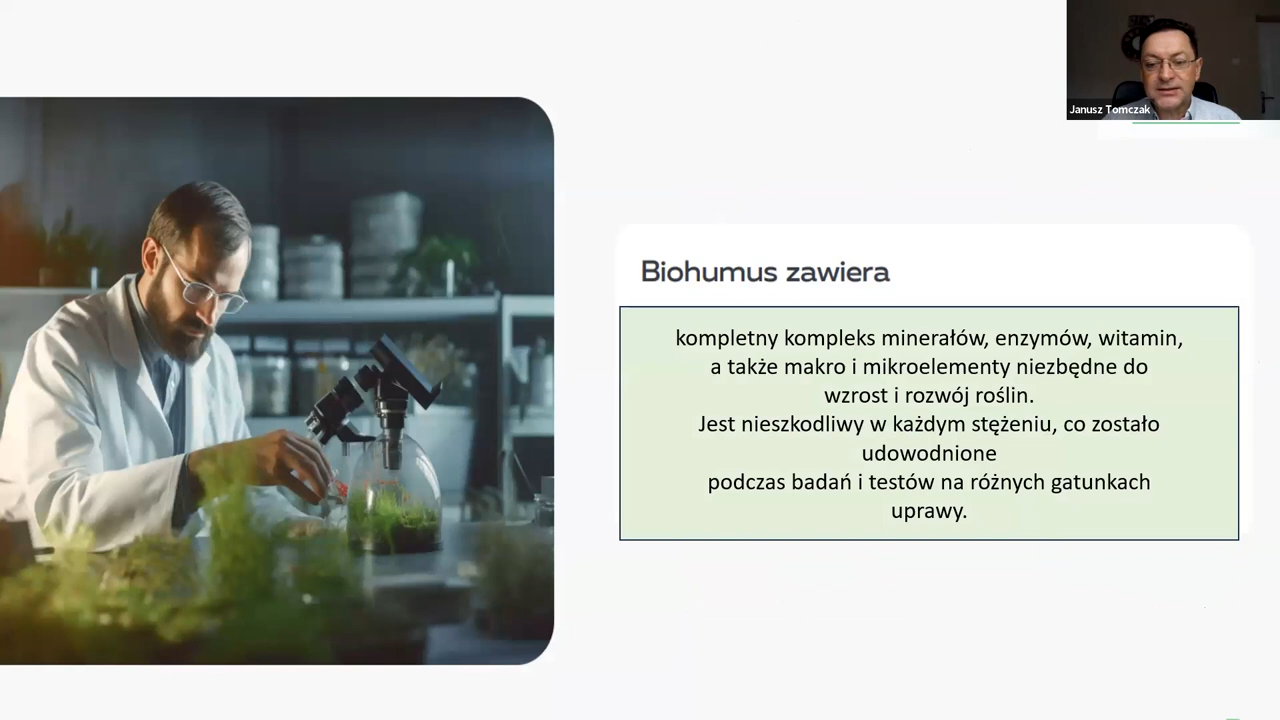 Janusz Tomczak
Biohumus zawiera
kompletny kompleks minerałów, enzymów, witamin,
a także makro i mikroelementy niezbędne do
wzrost i rozwój roślin.
Jest nieszkodliwy w każdym stężeniu, co zostało
udowodnione
podczas badań i testów na różnych gatunkach
uprawy.